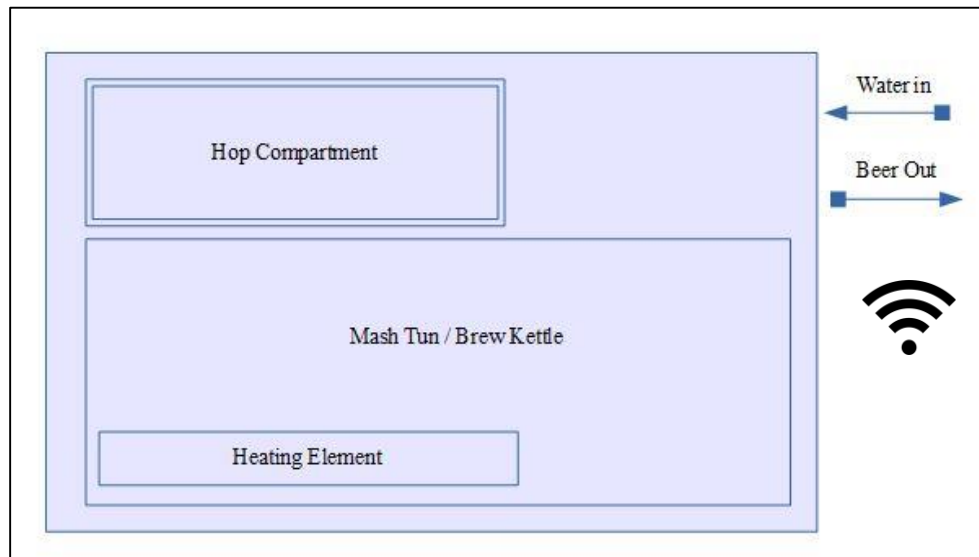 Water in
Hop Compartment
Beer Out
Mash Tun / Brew Kettle
Heating Element